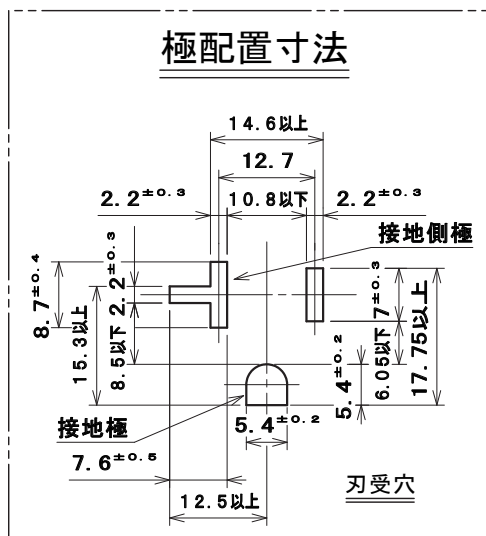 極配置寸法
14.6以上
12.7
2.2±0.3
10.8以下
2.2±0.3
接地側極
8.7±0.4
15.3以上
2.2±0.3
8.5以下
7±0.3
6.05以下
17.75以上
5.4±0.2
接地極
5.4±0.2
7.6±0.5
12.5以上
刃受穴